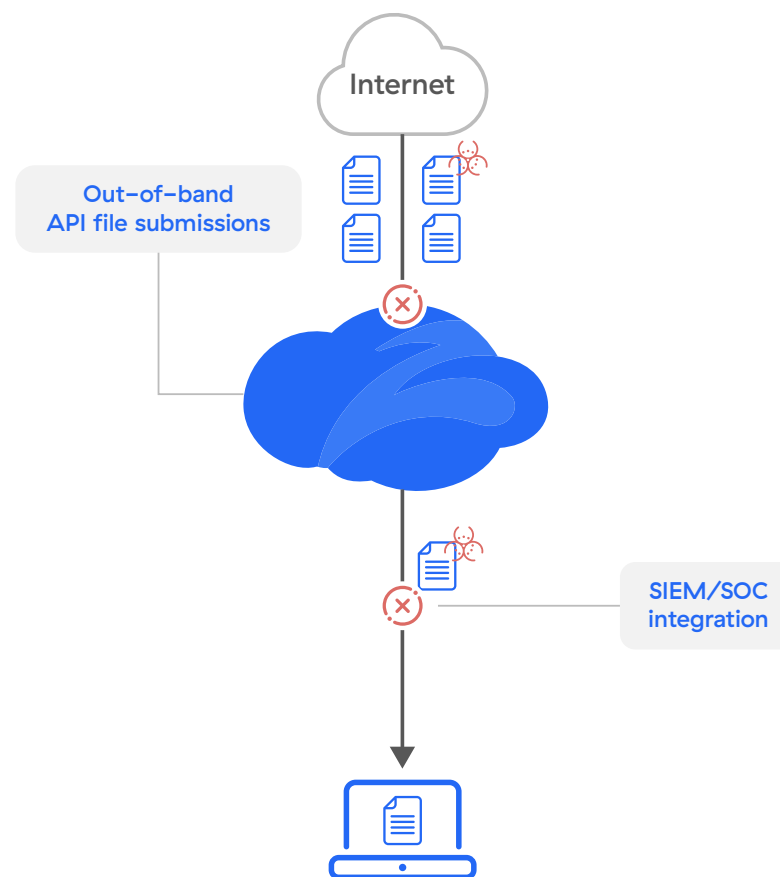 Internet
Out-of-band
API file submissions
SIEM/SOC
integration